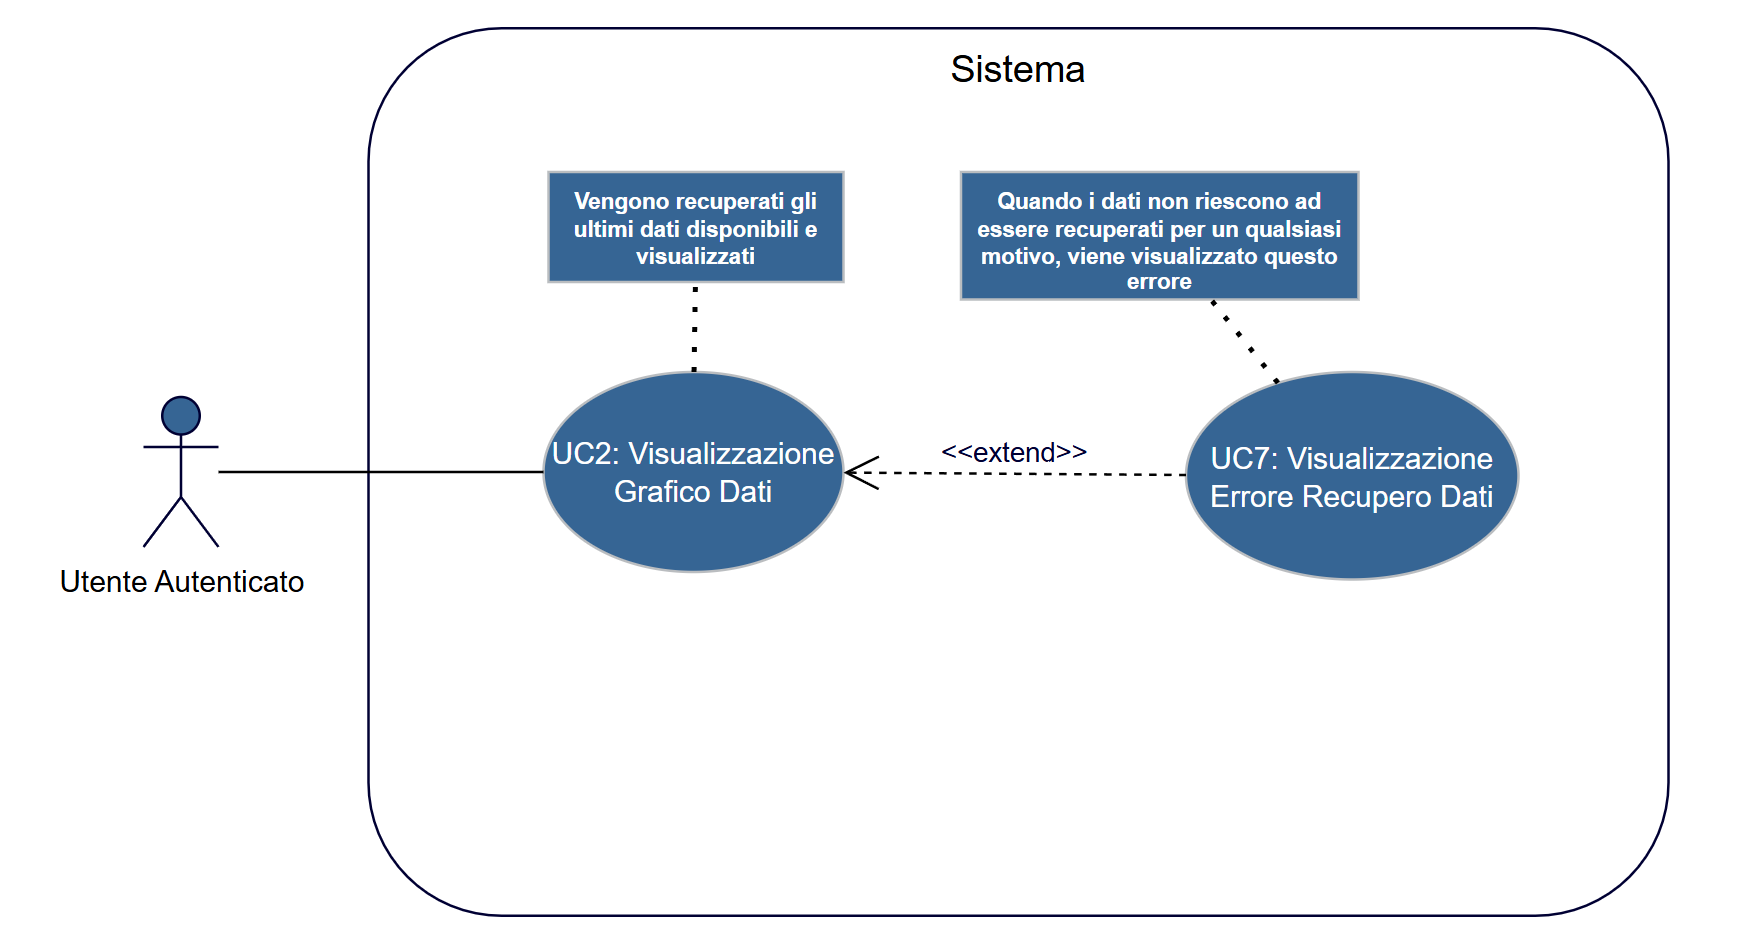 Sistema
Vengono recuperati gli
ultimi dati disponibili e
visualizzati
Quando i dati non riescono ad
essere recuperati per un qualsiasi
motivo, viene visualizzato questo
errore
UC2: Visualizzazione
Grafico Dati
<<extend>>
UC7: Visualizzazione
Errore Recupero Dati
Utente Autenticato